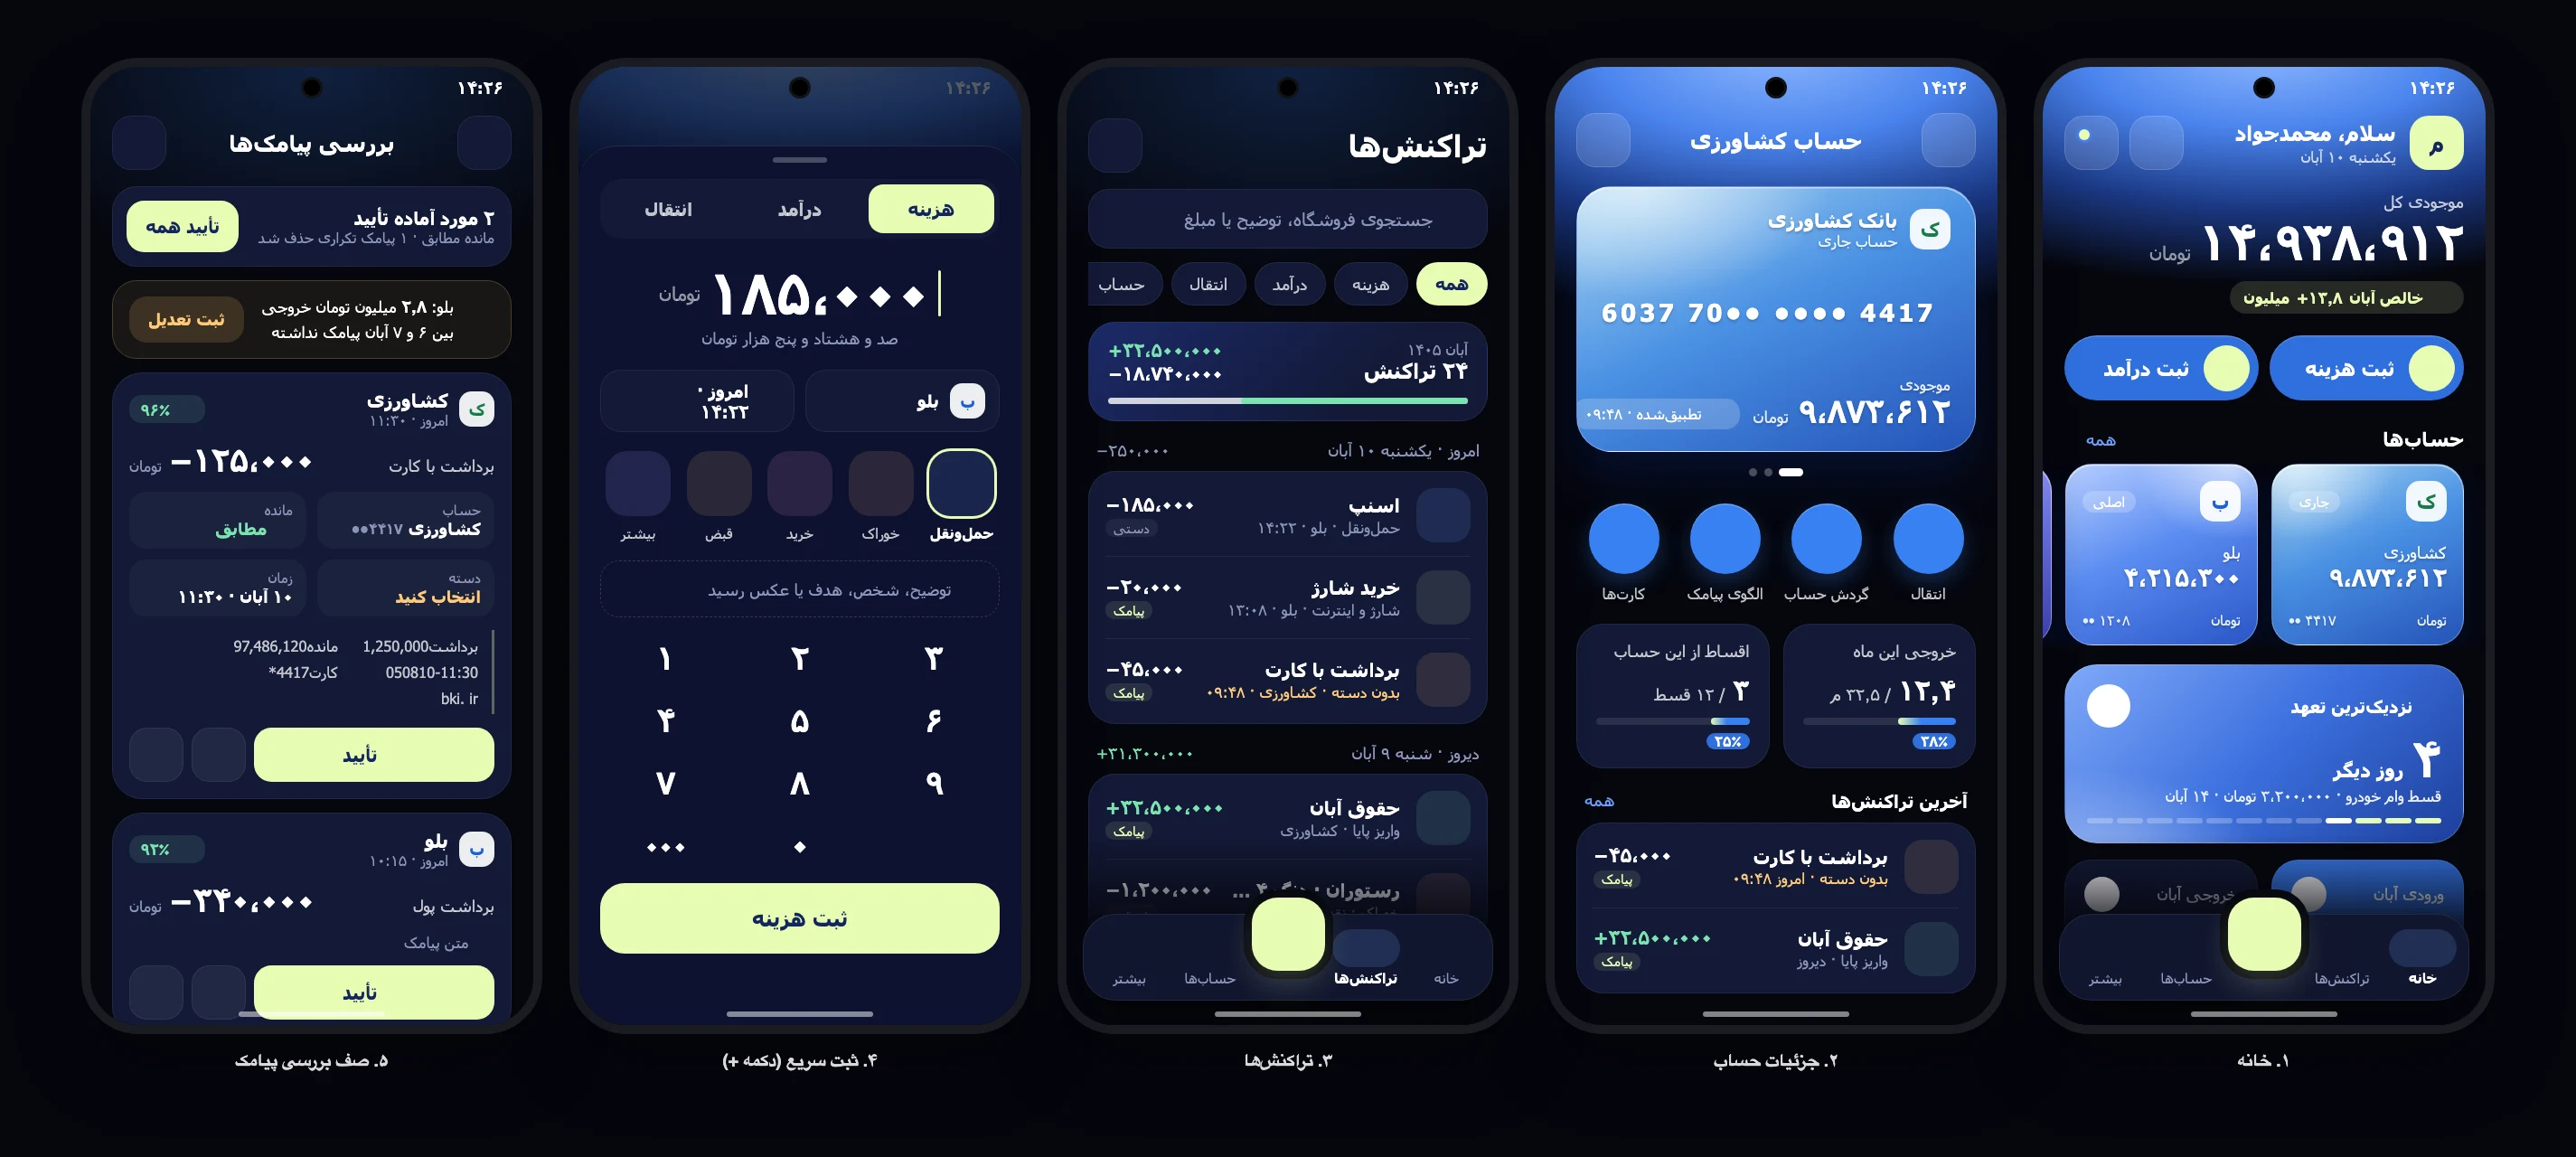 ۱۴:۲۶
م
سلام، محمدجواد
یکشنبه ۱۰ آبان
موجودی کل
۱۴،۹۳۸،۹۱۲ تومان
خالص آبان ۱۳٫۸+ میلیون
ثبت هزینه
ثبت درآمد
حساب‌ها
همه
ک
جاری
کشاورزی
۹،۸۷۳،۶۱۲
تومان
۴۴۱۷ ••
ب
اصلی
بلو
۴،۲۱۵،۳۰۰
تومان
۱۲۰۸ ••
نزدیک‌ترین تعهد
۴ روز دیگر
قسط وام خودرو · ۳،۲۰۰،۰۰۰ تومان · ۱۴ آبان
ورودی آبان
خروجی آبان
خانه
تراکنش‌ها
حساب‌ها
بیشتر
۱. خانه
۱۴:۲۶
حساب کشاورزی
ک
بانک کشاورزی
حساب جاری
6037 70•• •••• 4417
موجودی
۹،۸۷۳،۶۱۲ تومان
تطبیق‌شده · ۰۹:۴۸
انتقال
گردش حساب
الگوی پیامک
کارت‌ها
خروجی این ماه
۱۲٫۴ / ۳۲٫۵ م
۳۸٪
اقساط از این حساب
۳ / ۱۲ قسط
۲۵٪
آخرین تراکنش‌ها
همه
برداشت با کارت
−۴۵،۰۰۰
بدون دسته · امروز ۰۹:۴۸
پیامک
حقوق آبان
+۳۲،۵۰۰،۰۰۰
واریز پایا · دیروز
پیامک
۲. جزئیات حساب
۱۴:۲۶
تراکنش‌ها
جستجوی فروشگاه، توضیح یا مبلغ
همه
هزینه
درآمد
انتقال
حساب
آبان ۱۴۰۵
۲۴ تراکنش
+۳۲،۵۰۰،۰۰۰
−۱۸،۷۴۰،۰۰۰
امروز · یکشنبه ۱۰ آبان
−۲۵۰،۰۰۰
اسنپ
−۱۸۵،۰۰۰
حمل‌ونقل · بلو · ۱۴:۲۲
دستی
خرید شارژ
−۲۰،۰۰۰
شارژ و اینترنت · بلو · ۱۳:۰۸
پیامک
برداشت با کارت
−۴۵،۰۰۰
بدون دسته · کشاورزی · ۰۹:۴۸
پیامک
دیروز · شنبه ۹ آبان
+۳۱،۳۰۰،۰۰۰
حقوق آبان
+۳۲،۵۰۰،۰۰۰
واریز پایا · کشاورزی
پیامک
رستوران ·
−۱،۲۰۰،۰۰۰
خانه
تراکنش‌ها
حساب‌ها
بیشتر
۳. تراکنش‌ها
۱۴:۲۶
هزینه
درآمد
انتقال
۱۸۵،۰۰۰ تومان
صد و هشتاد و پنج هزار تومان
ب
بلو
امروز ·
۱۴:۲۲
حمل‌ونقل
خوراک
خرید
قبض
بیشتر
توضیح، شخص، هدف یا عکس رسید
۱ ۲ ۳
۴ ۵ ۶
۷ ۸ ۹
۰۰۰ ۰
ثبت هزینه
۴. ثبت سریع (دکمه +)
۱۴:۲۶
بررسی پیامک‌ها
۲ مورد آماده تأیید
مانده مطابق · ۱ پیامک تکراری حذف شد
تأیید همه
بلو: ۲٫۸ میلیون تومان خروجی
بین ۶ و ۷ آبان پیامک نداشته
ثبت تعدیل
ک
کشاورزی
امروز · ۱۱:۳۰
۹۶٪
برداشت با کارت
−۱۲۵،۰۰۰ تومان
حساب
کشاورزی ۴۴۱۷••
مانده
مطابق
دسته
انتخاب کنید
زمان
۱۰ آبان · ۱۱:۳۰
برداشت1,250,000
مانده97,486,120
050810-11:30
کارت4417*
bki. ir
تأیید
ب
بلو
امروز · ۱۰:۱۵
۹۳٪
برداشت پول
−۳۴۰،۰۰۰ تومان
متن پیامک
تأیید
۵. صف بررسی پیامک